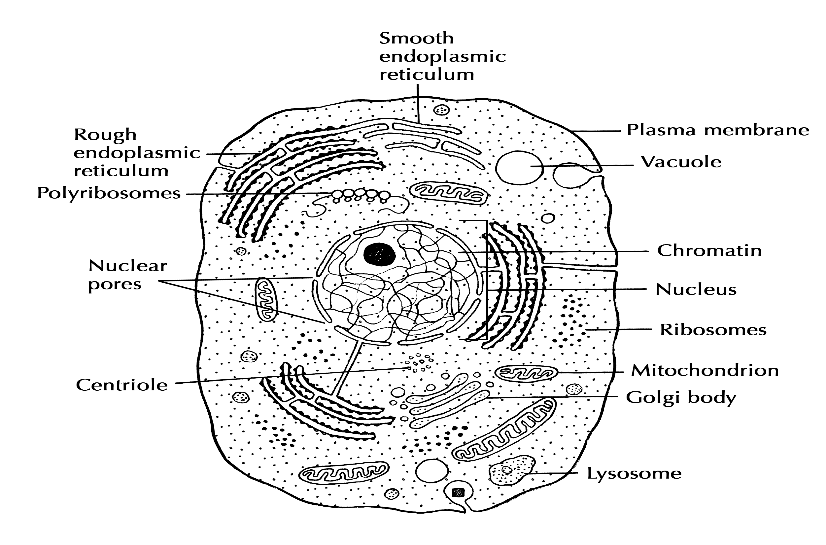 Smooth
endoplasmic
reticulum
Plasma membrane
Rough
endoplasmic
reticulum
Vacuole
Polyribosomes
Chromatin
Nuclear
pores
Nucleus
Ribosomes
Mitochondrion
Centriole
Golgi body
Lysosome